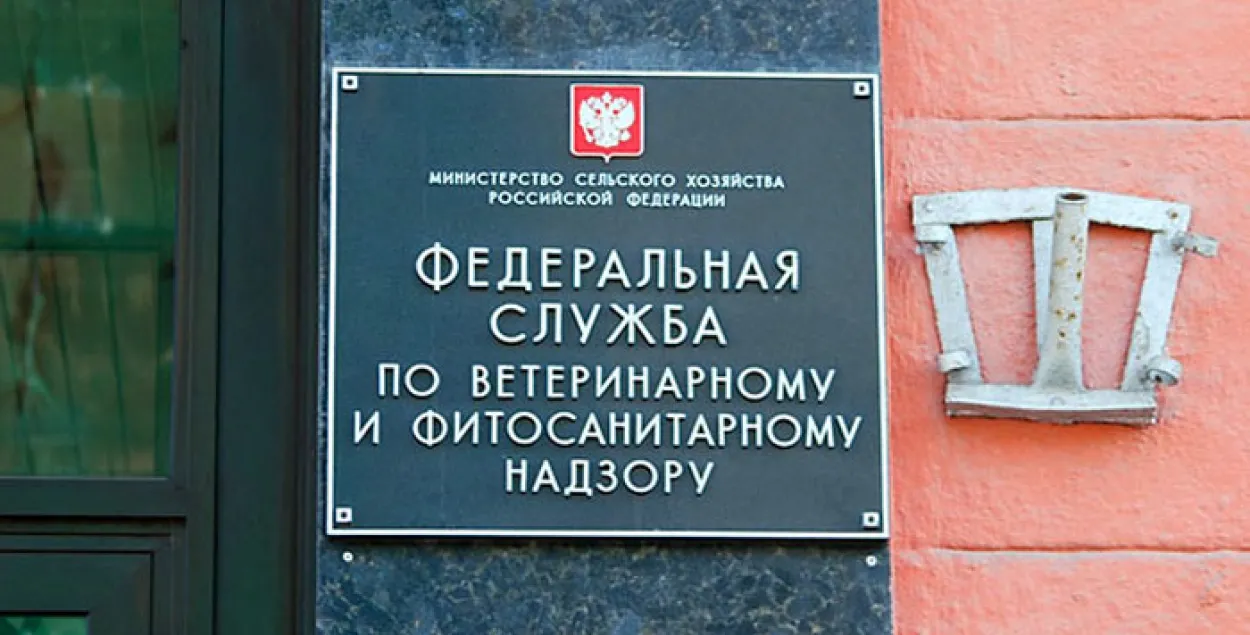 МИНИСТЕРСТВО СЕЛЬСКОГО ХОЗЯЙСТВА
РОССИЙСКОЙ ФЕДЕРАЦИИ
ФЕДЕРАЛЬНАЯ
СЛУЖБА
ПО ВЕТЕРИНАРНОМУ
И ФИТОСАНИТАРНОМУ
НАДЗОРУ